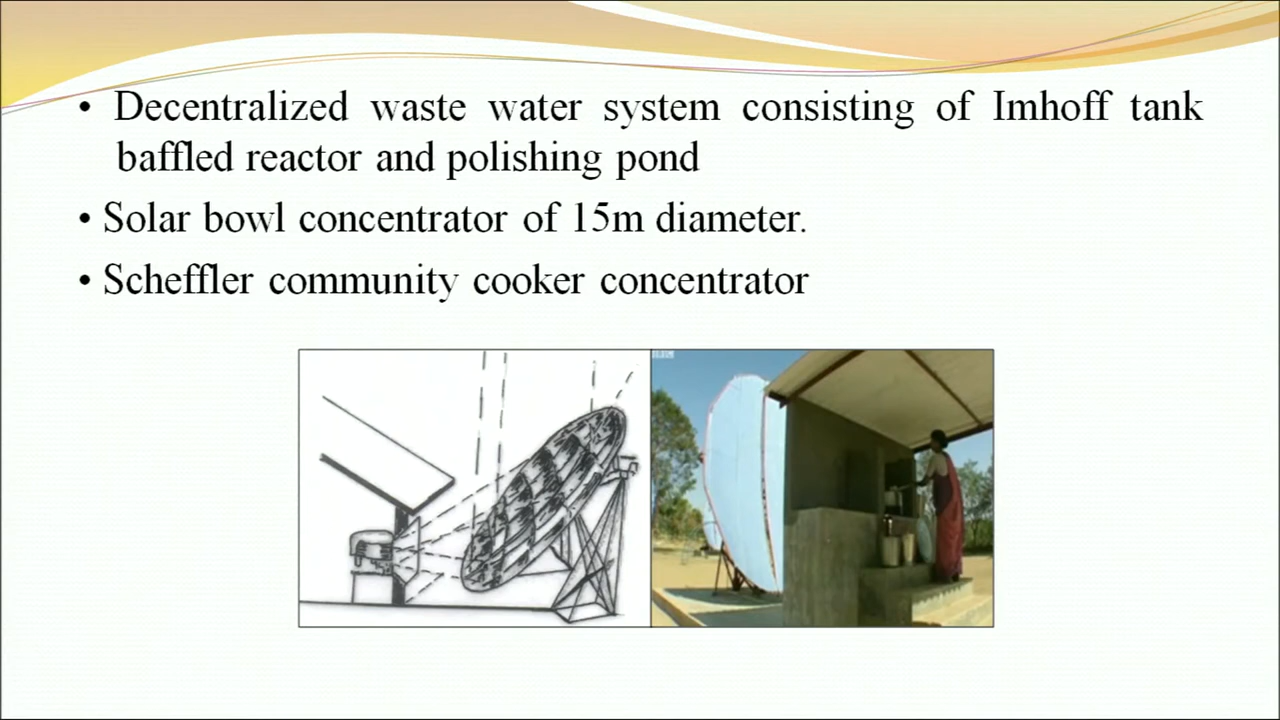 • Decentralized waste water system consisting of Imhoff tank
baffled reactor and polishing pond
• Solar bowl concentrator of 15m diameter.
• Scheffler community cooker concentrator